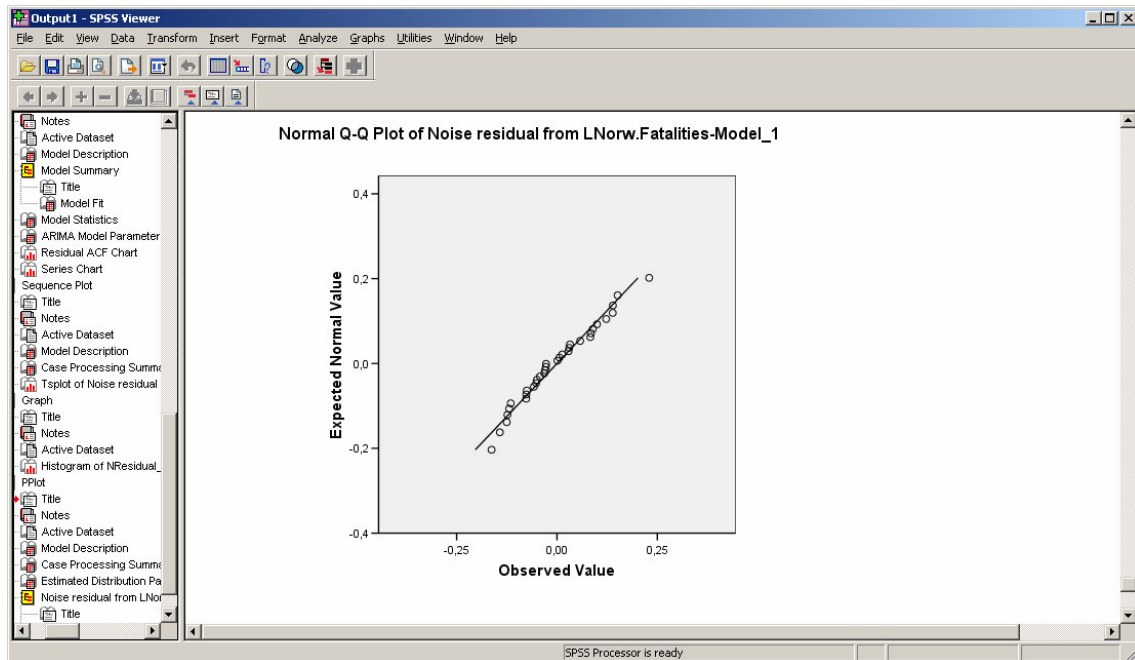 Output1 - SPSS Viewer
File Edit View Data Transform Insert Format Analyze Graphs Utilities Window Help
Notes
Active Dataset
Model Description
Model Summary
Title
Model Fit
Model Statistics
ARIMA Model Parameter
Residual ACF Chart
Series Chart
Sequence Plot
Title
Notes
Active Dataset
Model Description
Case Processing Summa
Tsplot of Noise residual
Graph
Title
Notes
Active Dataset
Histogram of NResidual_
PPlot
Title
Notes
Active Dataset
Model Description
Case Processing Summa
Estimated Distribution Pa
Noise residual from LNor
Title
Normal Q-Q Plot of Noise residual from LNorw.Fatalities-Model_1
Expected Normal Value
0,4
0,2
0,0
-0,2
-0,4
-0,25 0,00 0,25
Observed Value
SPSS Processor is ready